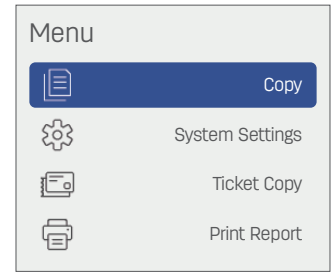 Menu
Copy
System Settings
Ticket Copy
Print Report